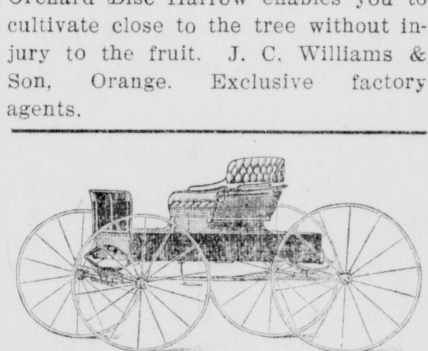 Orchard Disc Harrow enables you to
cultivate close to the tree without in-
jury to the fruit. J. C. Williams &
Son, Orange. Exclusive factory
agents.